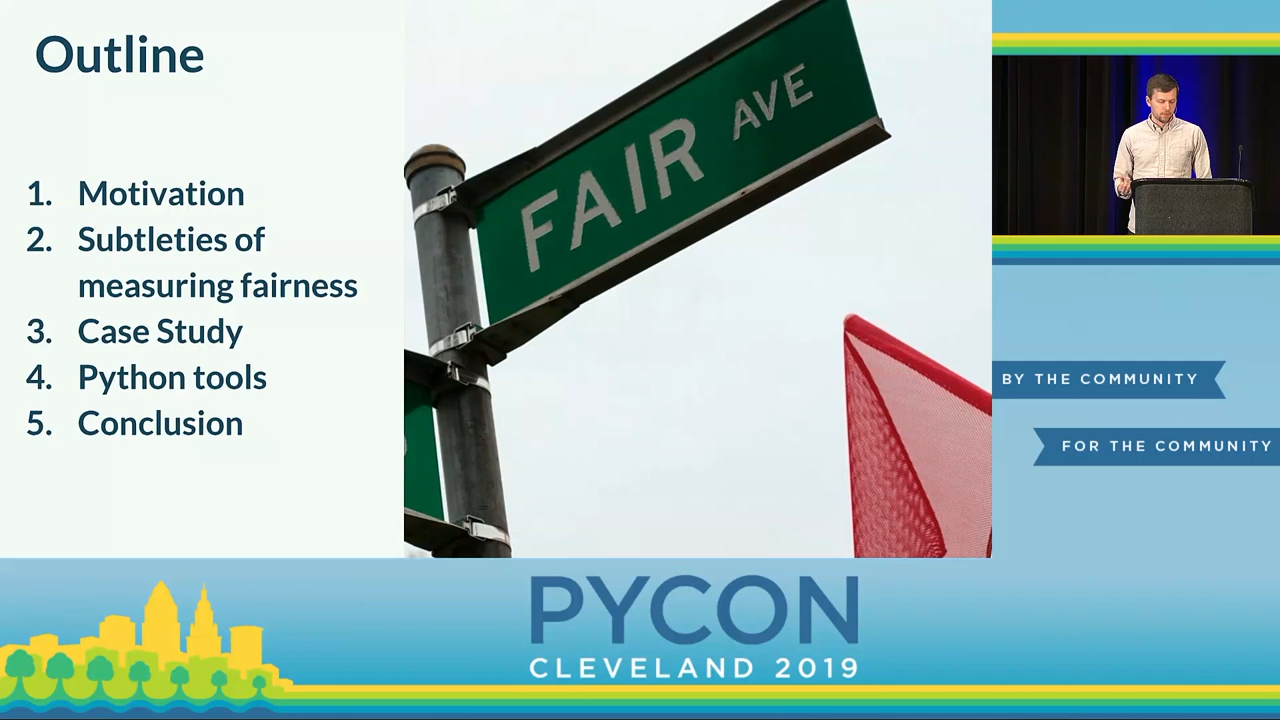 Outline
1. Motivation
2. Subtleties of
measuring fairness
3. Case Study
4. Python tools
5. Conclusion
FAIR AVE
BY THE COMMUNITY
FOR THE COMMUNITY
PYCON
CLEVELAND 2019